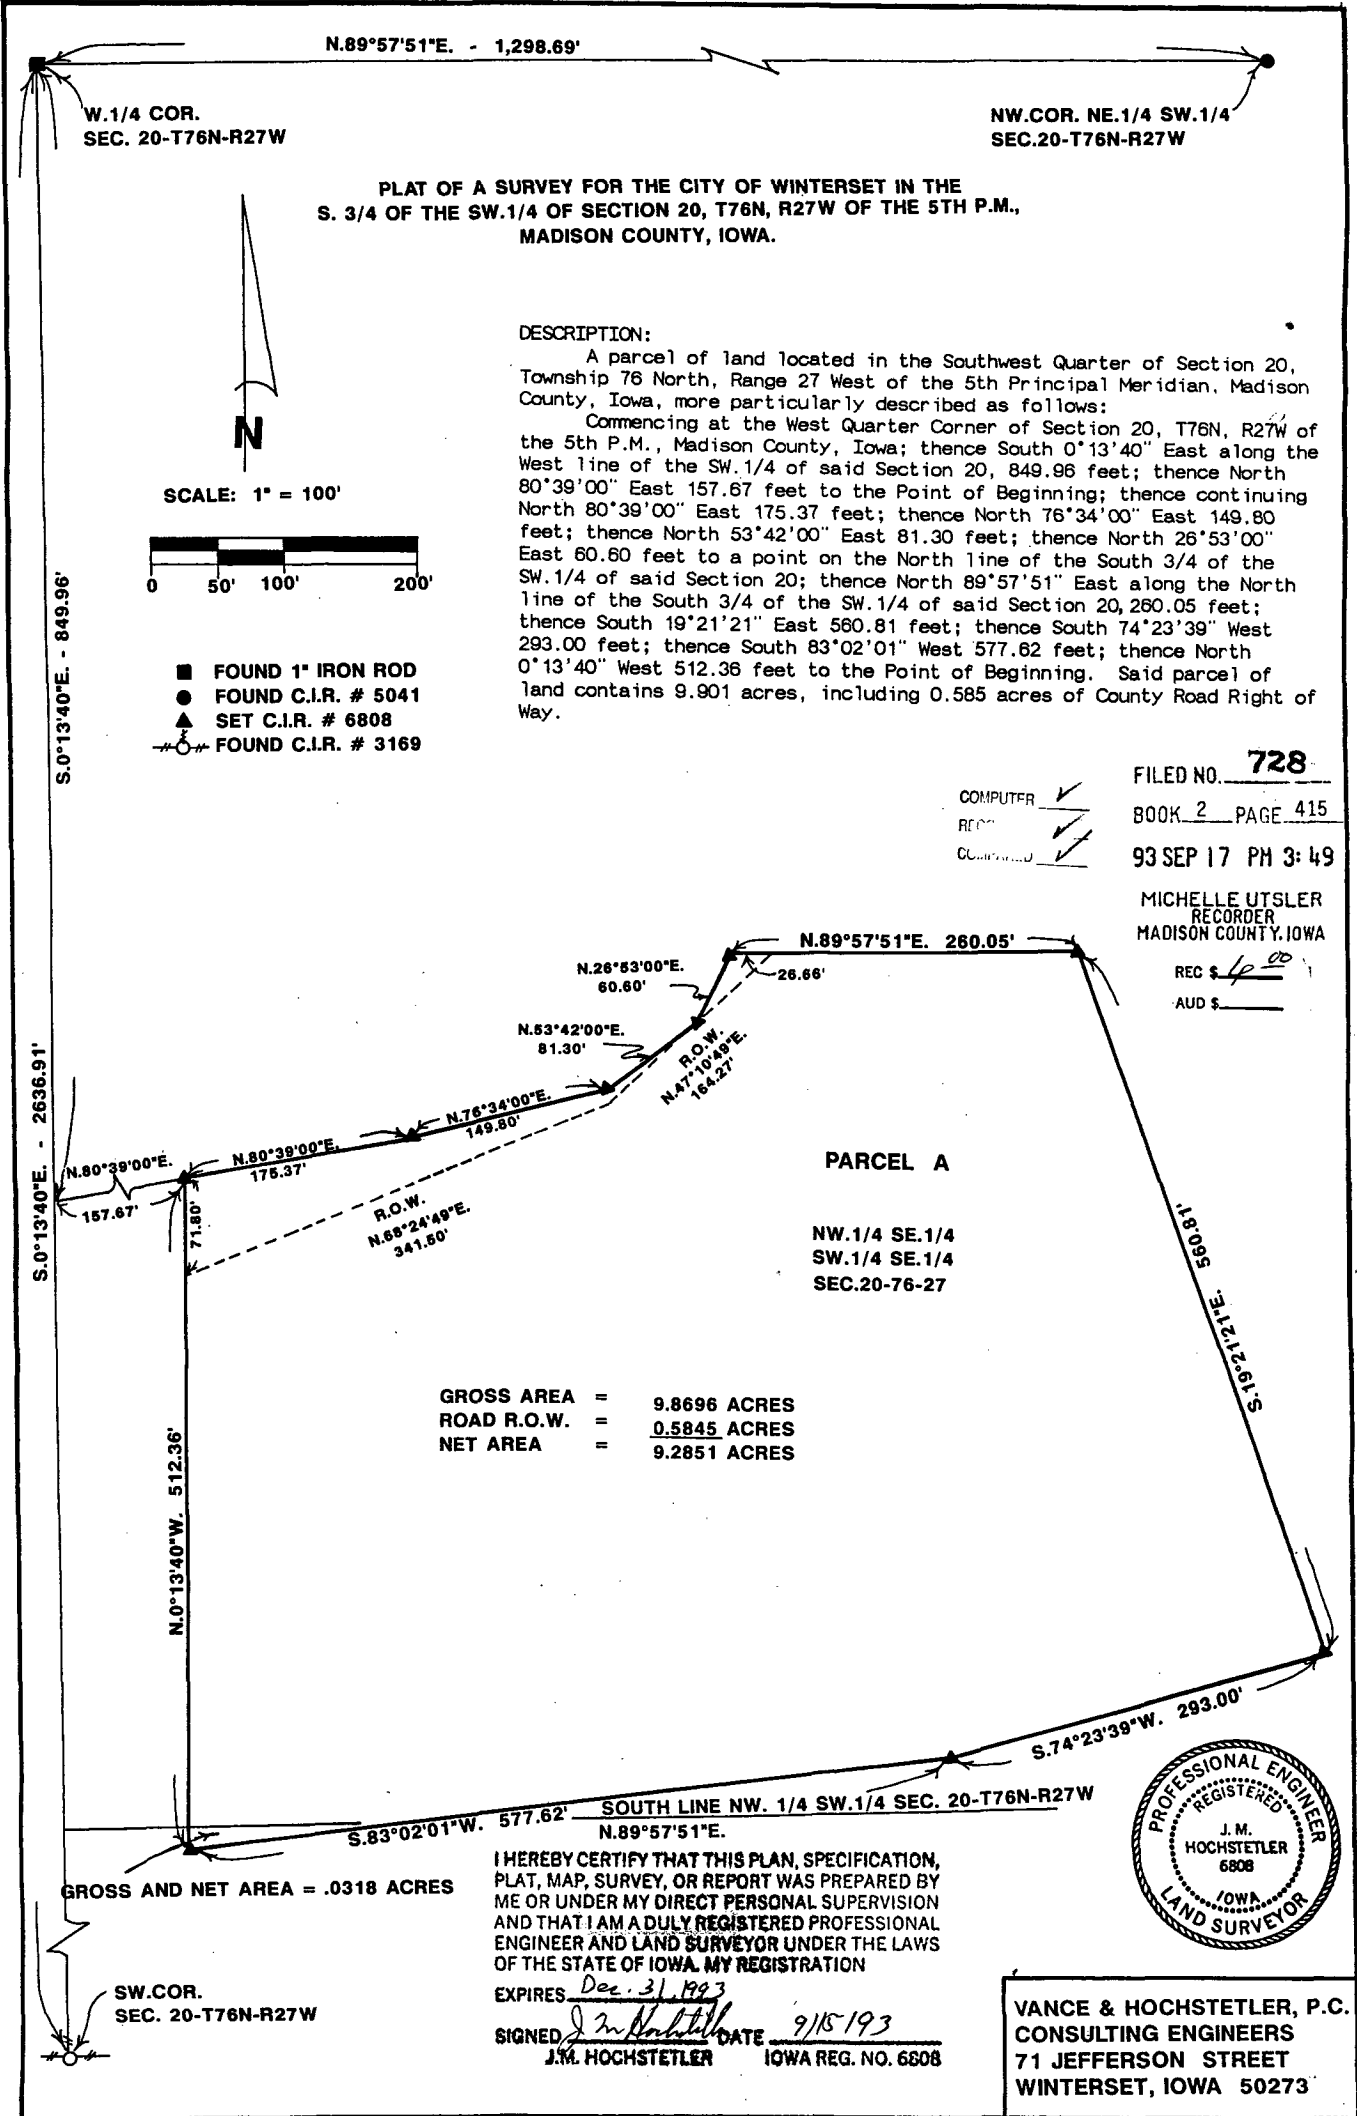 N.89°57'51"E. - 1,298.69'
W.1/4 COR.
SEC. 20-T76N-R27W
NW.COR. NE.1/4 SW.1/4
SEC.20-T76N-R27W
PLAT OF A SURVEY FOR THE CITY OF WINTERSET IN THE
S. 3/4 OF THE SW.1/4 OF SECTION 20, T76N, R27W OF THE 5TH P.M.,
MADISON COUNTY, IOWA.
N
SCALE: 1" = 100'
0 50' 100' 200'
FOUND 1" IRON ROD
FOUND C.I.R. # 5041
SET C.I.R. # 6808
FOUND C.I.R. # 3169
DESCRIPTION:
A parcel of land located in the Southwest Quarter of Section 20,
Township 76 North, Range 27 West of the 5th Principal Meridian, Madison
County, Iowa, more particularly described as follows:
Commencing at the West Quarter Corner of Section 20, T76N, R27W of
the 5th P.M., Madison County, Iowa; thence South 0°13'40" East along the
West line of the SW.1/4 of said Section 20, 849.96 feet; thence North
80°39'00" East 157.67 feet to the Point of Beginning; thence continuing
North 80°39'00" East 175.37 feet; thence North 76°34'00" East 149.80
feet; thence North 53°42'00" East 81.30 feet; thence North 26°53'00"
East 60.60 feet to a point on the North line of the South 3/4 of the
SW.1/4 of said Section 20; thence North 89°57'51" East along the North
line of the South 3/4 of the SW.1/4 of said Section 20, 260.05 feet;
thence South 19°21'21" East 560.81 feet; thence South 74°23'39" West
293.00 feet; thence South 83°02'01" West 577.62 feet; thence North
0°13'40" West 512.36 feet to the Point of Beginning. Said parcel of
land contains 9.901 acres, including 0.585 acres of County Road Right of
Way.
S.0°13'40"E. - 849.96'
COMPUTER ✓
✓
✓
FILED NO. 728
BOOK 2 PAGE 415
93 SEP 17 PM 3:49
MICHELLE UTSLER
RECORDER
MADISON COUNTY, IOWA
REC $
AUD $
N.89°57'51"E. 260.05'
26.66'
N.26°53'00"E.
60.60'
N.53°42'00"E.
81.30'
R.O.W.
N.47°10'49"E.
164.27'
N.76°34'00"E.
149.80'
N.80°39'00"E.
175.37'
N.80°39'00"E.
157.67'
71.80'
R.O.W.
N.68°24'49"E.
341.50'
S.0°13'40"E. - 2636.91'
PARCEL A
NW.1/4 SE.1/4
SW.1/4 SE.1/4
SEC.20-76-27
S.19°21'21"E. 560.81'
GROSS AREA = 9.8696 ACRES
ROAD R.O.W. = 0.5845 ACRES
NET AREA = 9.2851 ACRES
N.0°13'40"W. 512.36'
S.74°23'39"W. 293.00'
S.83°02'01"W. 577.62'
SOUTH LINE NW. 1/4 SW.1/4 SEC. 20-T76N-R27W
N.89°57'51"E.
GROSS AND NET AREA = .0318 ACRES
SW.COR.
SEC. 20-T76N-R27W
I HEREBY CERTIFY THAT THIS PLAN, SPECIFICATION,
PLAT, MAP, SURVEY, OR REPORT WAS PREPARED BY
ME OR UNDER MY DIRECT PERSONAL SUPERVISION
AND THAT I AM A DULY REGISTERED PROFESSIONAL
ENGINEER AND LAND SURVEYOR UNDER THE LAWS
OF THE STATE OF IOWA. MY REGISTRATION
EXPIRES Dec. 31, 1993
SIGNED J M Hochstetler DATE 9/15/93
J.M. HOCHSTETLER IOWA REG. NO. 6808
PROFESSIONAL ENGINEER
REGISTERED
J. M.
HOCHSTETLER
6808
IOWA
LAND SURVEYOR
VANCE & HOCHSTETLER, P.C.
CONSULTING ENGINEERS
71 JEFFERSON STREET
WINTERSET, IOWA 50273